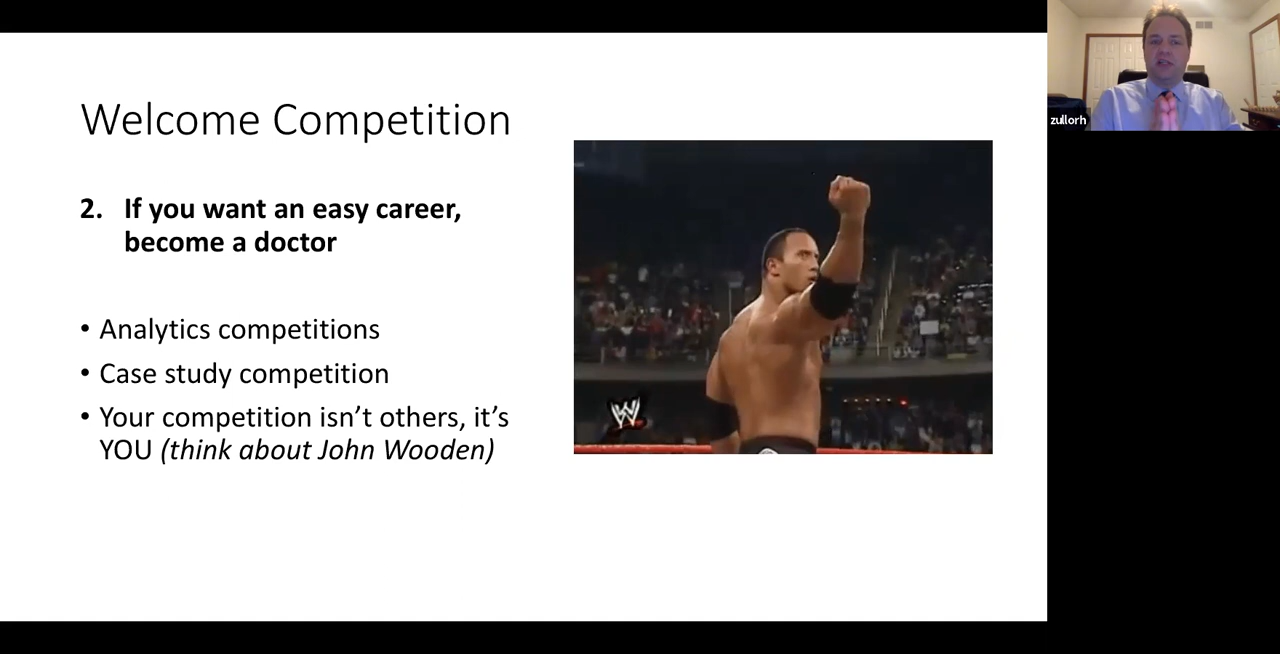 Welcome Competition
2. If you want an easy career,
become a doctor
• Analytics competitions
• Case study competition
• Your competition isn’t others, it’s
YOU (think about John Wooden)
W
zullorh